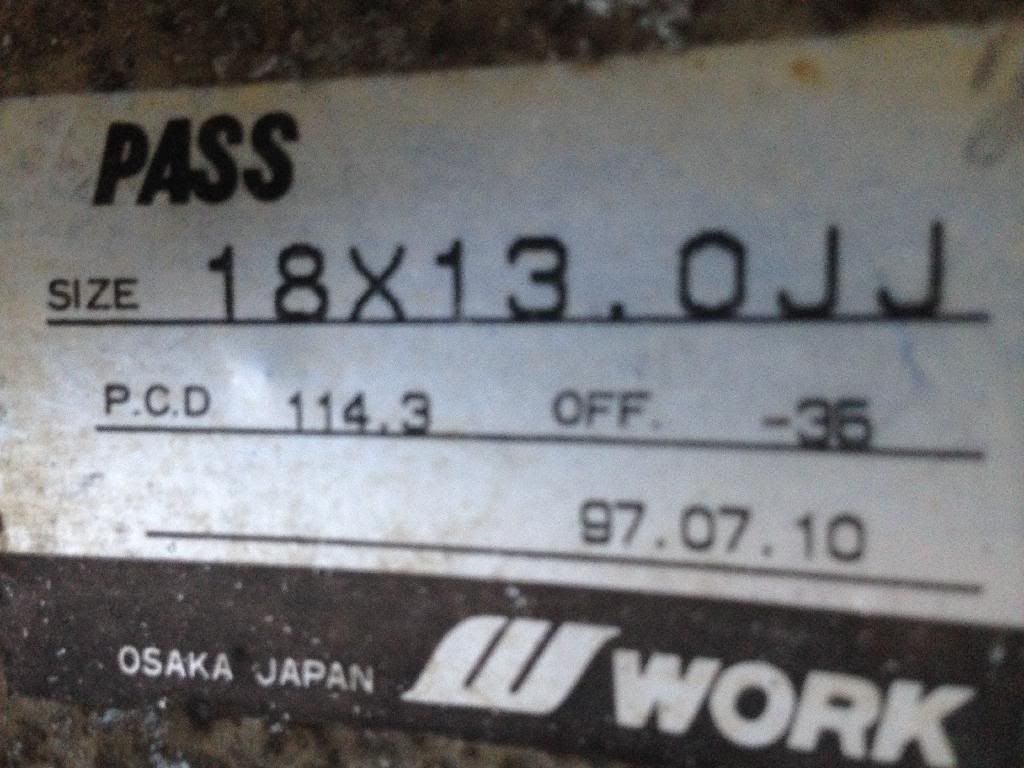 PASS
SIZE 18X13.0JJ
P.C.D 114.3 OFF. -36
97.07.10
OSAKA JAPAN W WORK